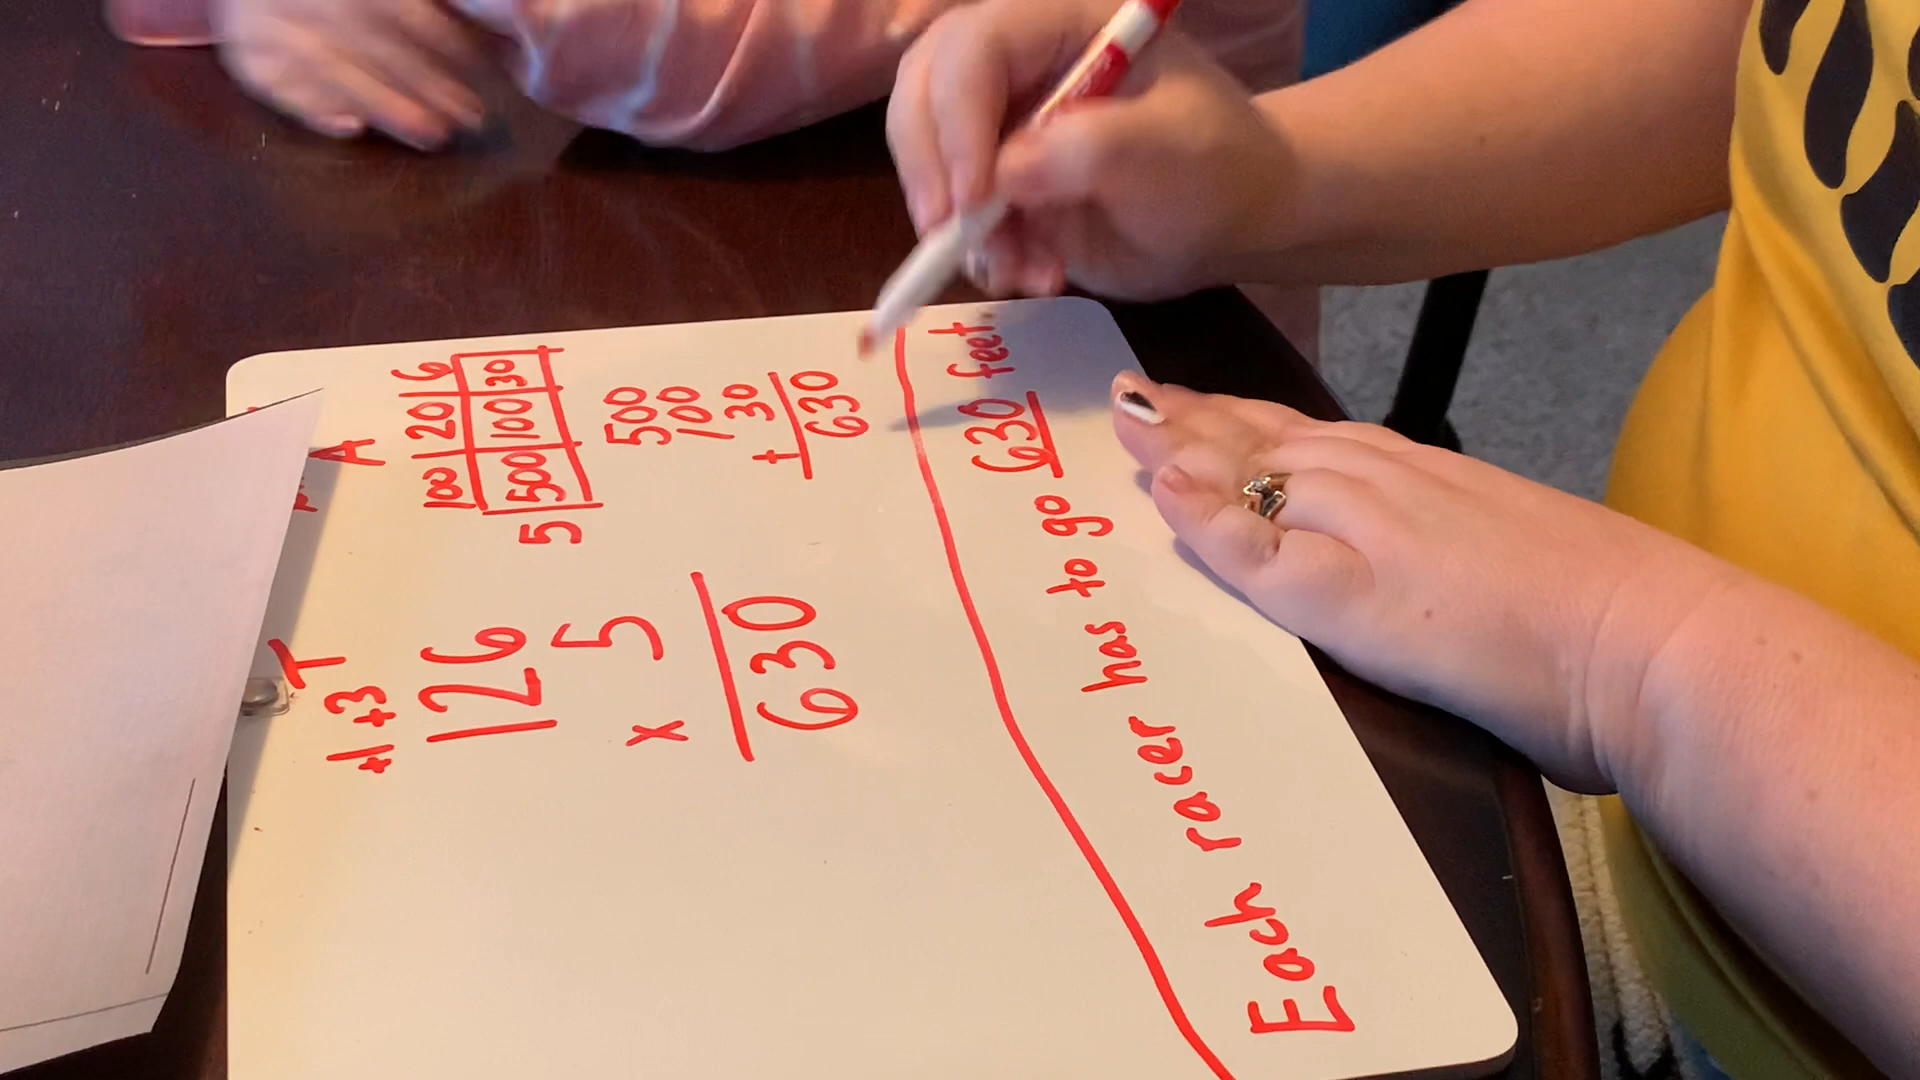 T
+1 +3
126
x 5
630
A
100 20 6
5 500 100 30
500
100
+ 30
630
Each racer has to go 630 feet.